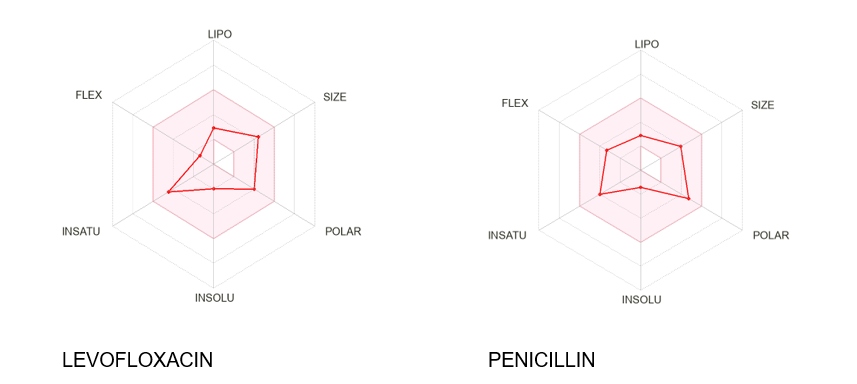 LIPO
FLEX
SIZE
INSATU
POLAR
INSOLU
LEVOFLOXACIN
LIPO
FLEX
SIZE
INSATU
POLAR
INSOLU
PENICILLIN